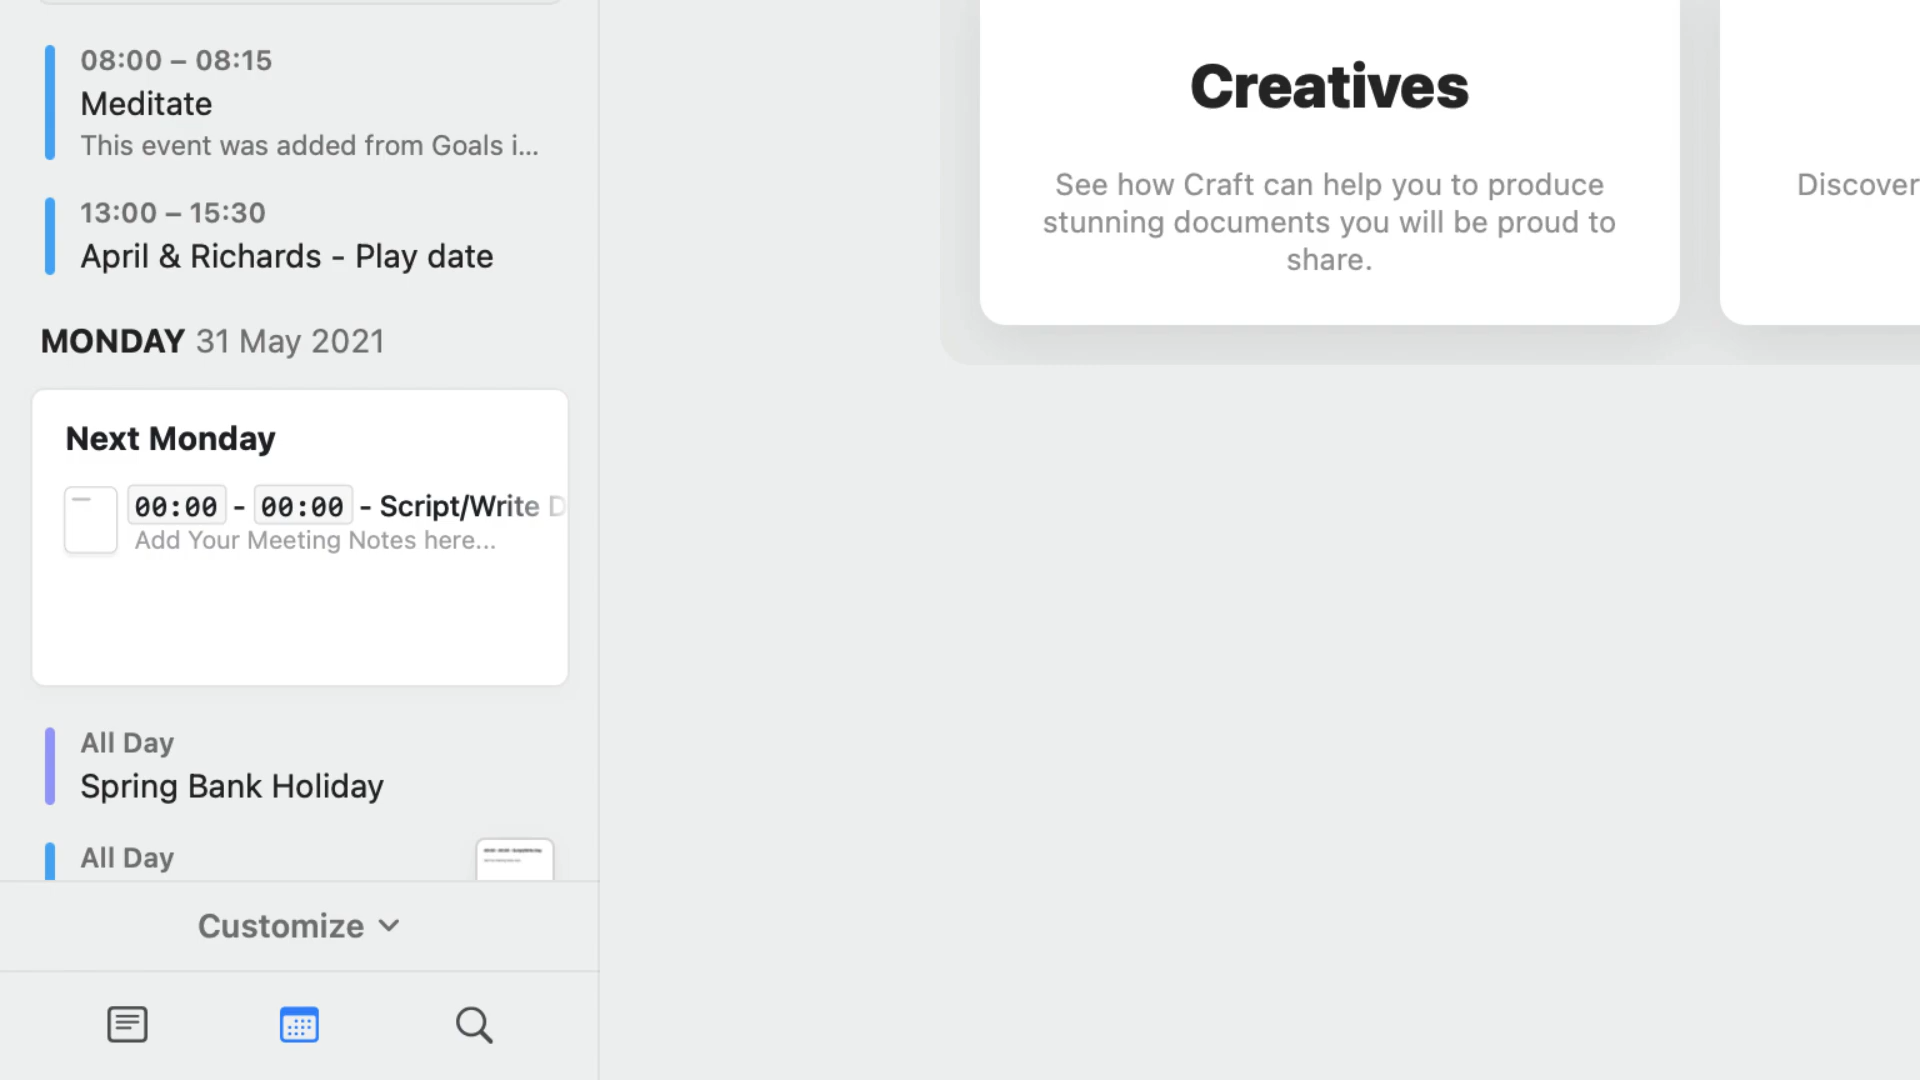 08:00 – 08:15
Meditate
This event was added from Goals i...
13:00 – 15:30
April & Richards - Play date
MONDAY 31 May 2021
Next Monday
00:00 - 00:00 - Script/Write D
Add Your Meeting Notes here...
All Day
Spring Bank Holiday
All Day
Customize
Creatives
See how Craft can help you to produce
stunning documents you will be proud to
share.
Discover